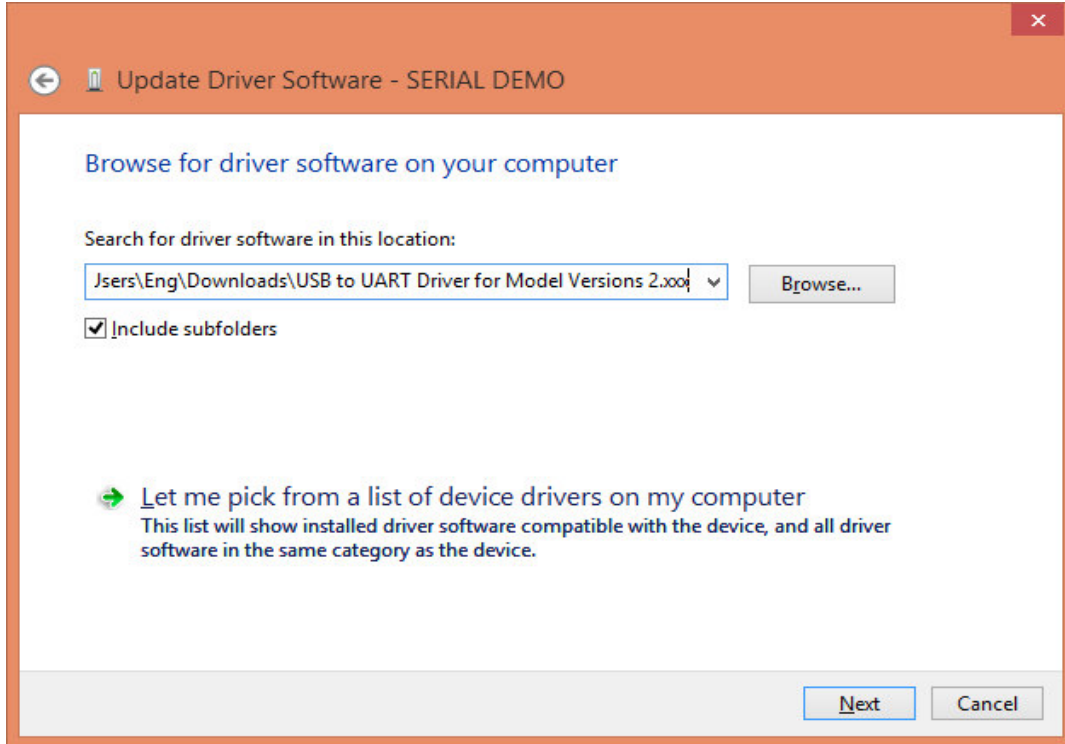 Update Driver Software - SERIAL DEMO
Browse for driver software on your computer
Search for driver software in this location:
Jsers\Eng\Downloads\USB to UART Driver for Model Versions 2.xxx
Browse...
Include subfolders
Let me pick from a list of device drivers on my computer
This list will show installed driver software compatible with the device, and all driver
software in the same category as the device.
Next
Cancel